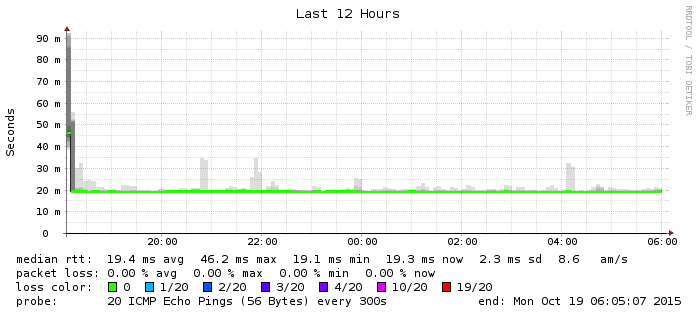 Last 12 Hours
RRDTOOL / TOBI OETIKER
Seconds
90 m
80 m
70 m
60 m
50 m
40 m
30 m
20 m
10 m
0
20:00 22:00 00:00 02:00 04:00 06:00
median rtt: 19.4 ms avg 46.2 ms max 19.1 ms min 19.3 ms now 2.3 ms sd 8.6 am/s
packet loss: 0.00 % avg 0.00 % max 0.00 % min 0.00 % now
loss color: 0 1/20 2/20 3/20 4/20 10/20 19/20
probe: 20 ICMP Echo Pings (56 Bytes) every 300s end: Mon Oct 19 06:05:07 2015